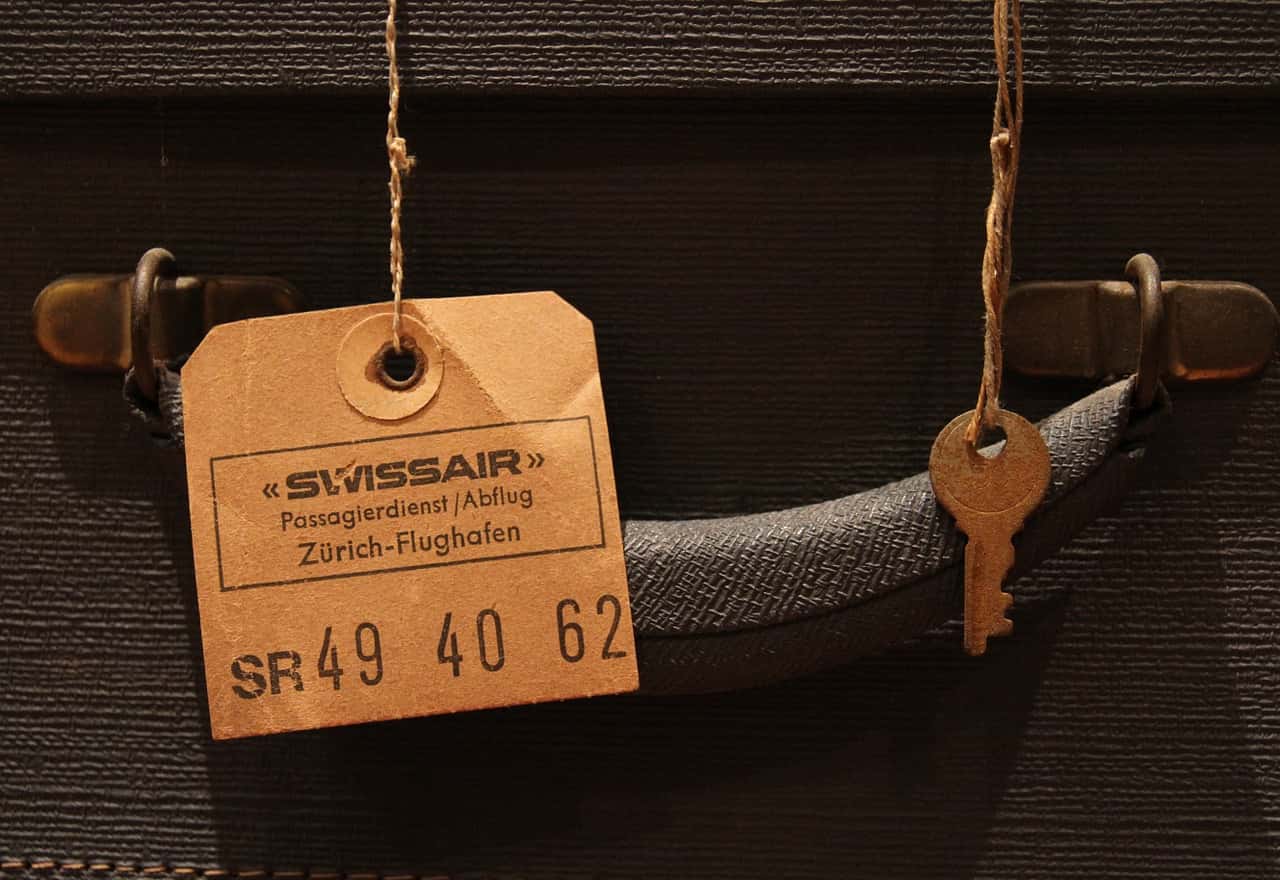 «SWISSAIR»
Passagierdienst/Abflug
Zürich-Flughafen
SR 49 40 62